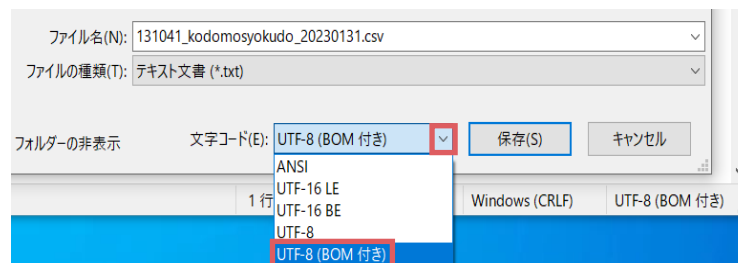 ファイル名(N): 131041_kodomosyokudo_20230131.csv
ファイルの種類(T): テキスト文書 (*.txt)
フォルダーの非表示 文字コード(E): UTF-8 (BOM 付き) 保存(S) キャンセル
ANSI
UTF-16 LE
UTF-16 BE
UTF-8
UTF-8 (BOM 付き)
1 行 Windows (CRLF) UTF-8 (BOM 付き)